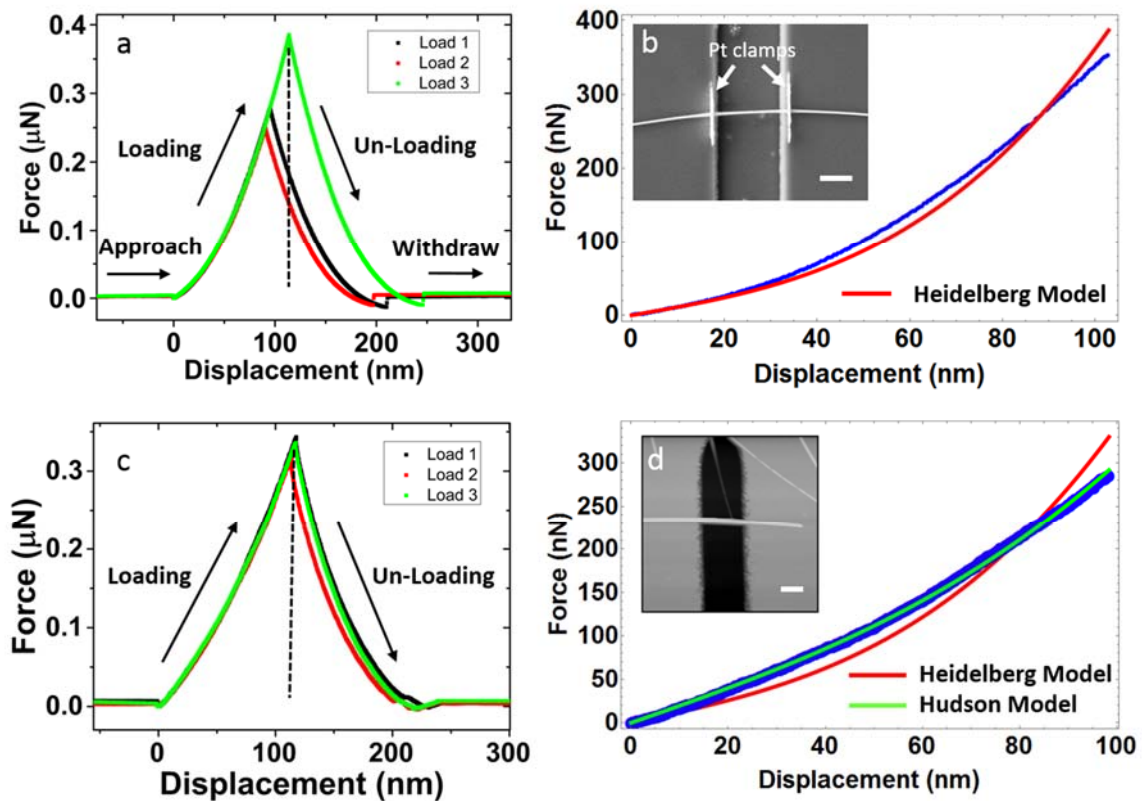 a
Load 1
Load 2
Load 3
Loading
Un-Loading
Approach
Withdraw
0.4
0.3
0.2
0.1
0.0
Force (μN)
0 100 200 300
Displacement (nm)
b
Pt clamps
Heidelberg Model
400
300
200
100
0
Force (nN)
0 20 40 60 80 100
Displacement (nm)
c
Load 1
Load 2
Load 3
Loading
Un-Loading
0.3
0.2
0.1
0.0
Force (μN)
0 100 200 300
Displacement (nm)
d
Heidelberg Model
Hudson Model
300
250
200
150
100
50
0
Force (nN)
0 20 40 60 80 100
Displacement (nm)